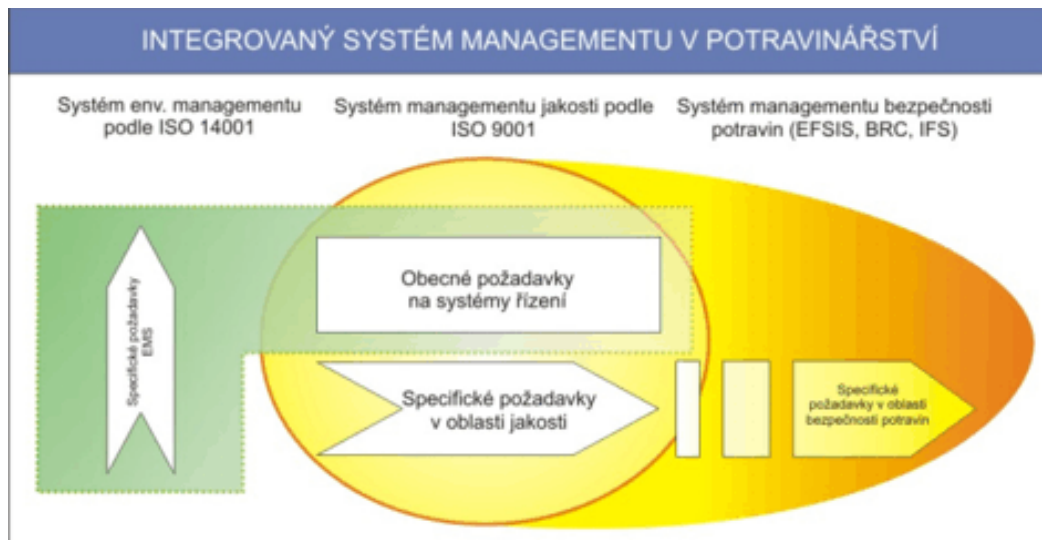 INTEGROVANÝ SYSTÉM MANAGEMENTU V POTRAVINÁŘSTVÍ
Systém env. managementu
podle ISO 14001
Systém managementu jakosti podle
ISO 9001
Systém managementu bezpečnosti
potravin (EFSIS, BRC, IFS)
Specifické požadavky
EMS
Obecné požadavky
na systémy řízení
Specifické požadavky
v oblasti jakosti
Specifické
požadavky v oblasti
bezpečnosti potravin